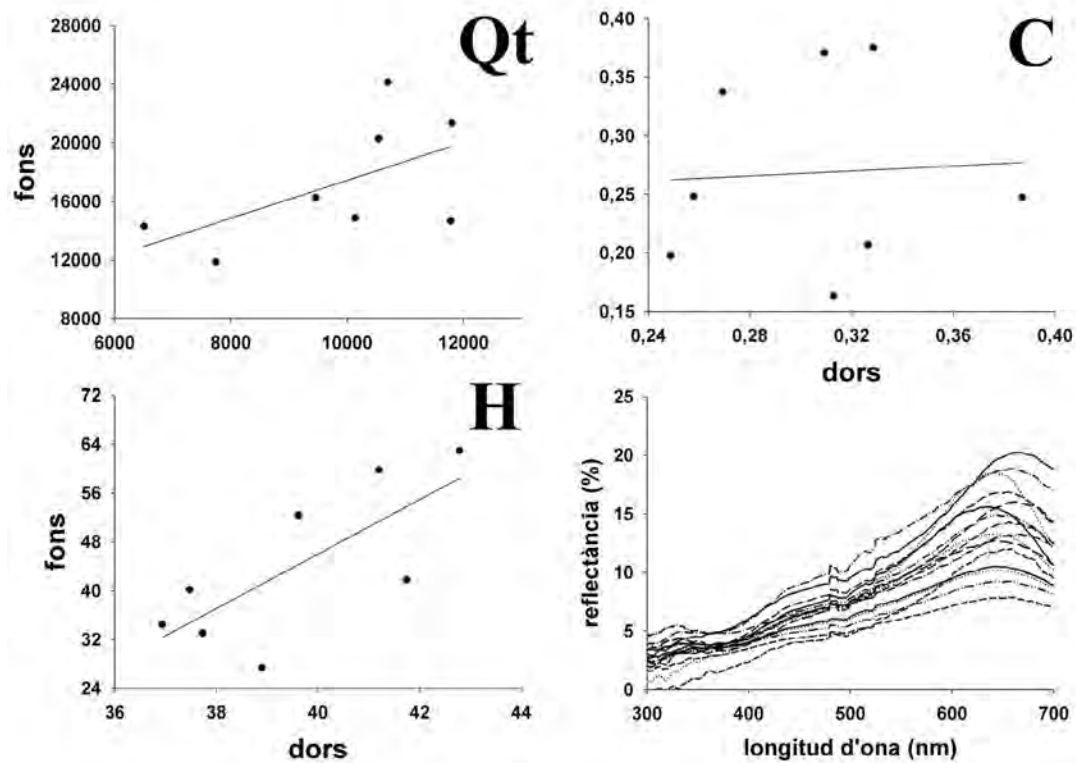 Qt
fons
28000
24000
20000
16000
12000
8000
6000 8000 10000 12000
C
0,40
0,35
0,30
0,25
0,20
0,15
0,24 0,28 0,32 0,36 0,40
dors
H
fons
72
64
56
48
40
32
24
36 38 40 42 44
dors
reflectància (%)
25
20
15
10
5
0
300 400 500 600 700
longitud d'ona (nm)